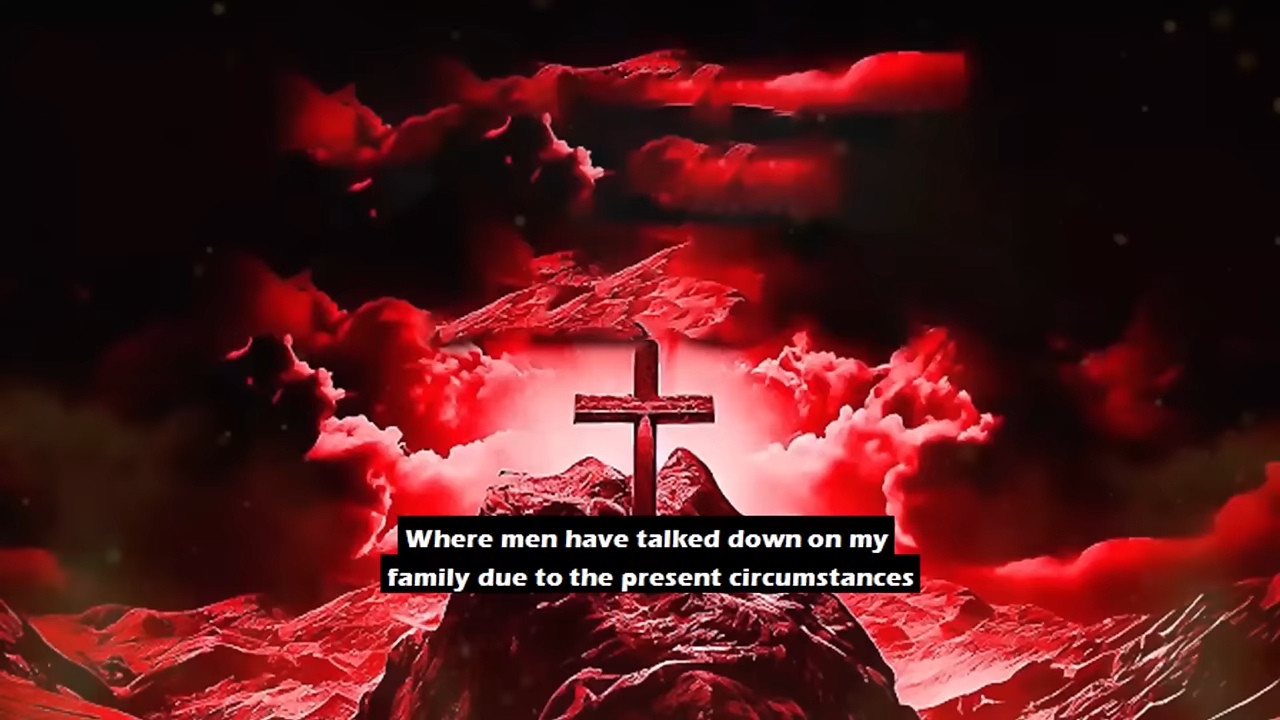 Where men have talked down on my
family due to the present circumstances